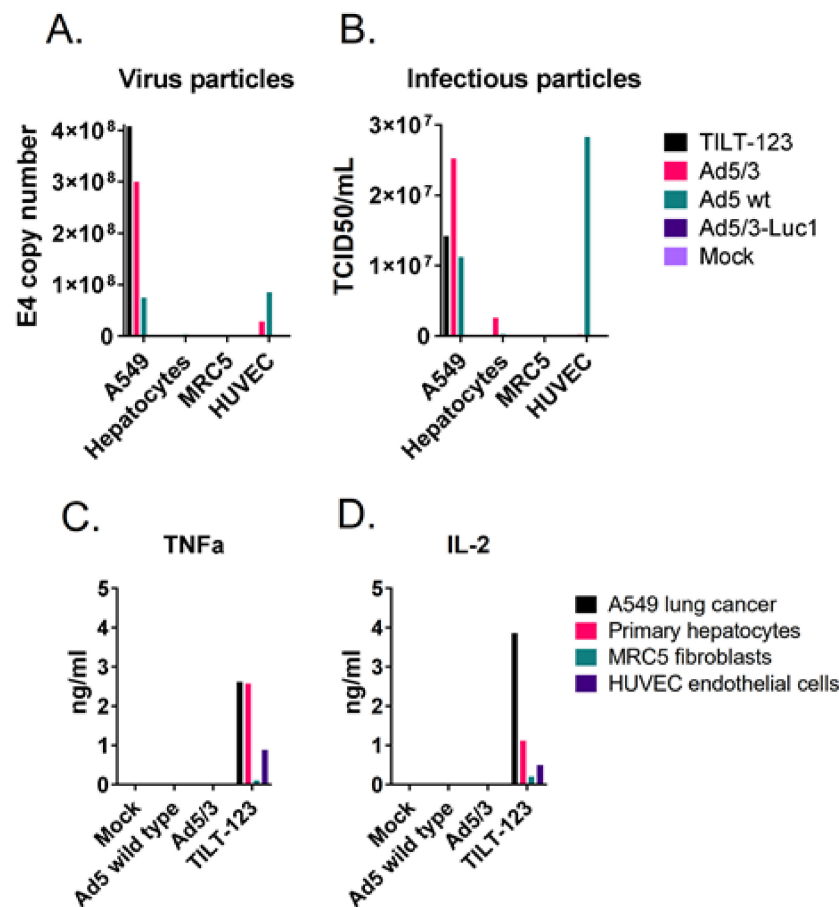 A.
Virus particles
E4 copy number
4×10⁸
3×10⁸
2×10⁸
1×10⁸
0
A549
Hepatocytes
MRC5
HUVEC
B.
Infectious particles
TCID50/mL
3×10⁷
2×10⁷
1×10⁷
0
A549
Hepatocytes
MRC5
HUVEC
TILT-123
Ad5/3
Ad5 wt
Ad5/3-Luc1
Mock
C.
TNFa
ng/ml
5
4
3
2
1
0
Mock
Ad5 wild type
Ad5/3
TILT-123
D.
IL-2
ng/ml
5
4
3
2
1
0
Mock
Ad5 wild type
Ad5/3
TILT-123
A549 lung cancer
Primary hepatocytes
MRC5 fibroblasts
HUVEC endothelial cells